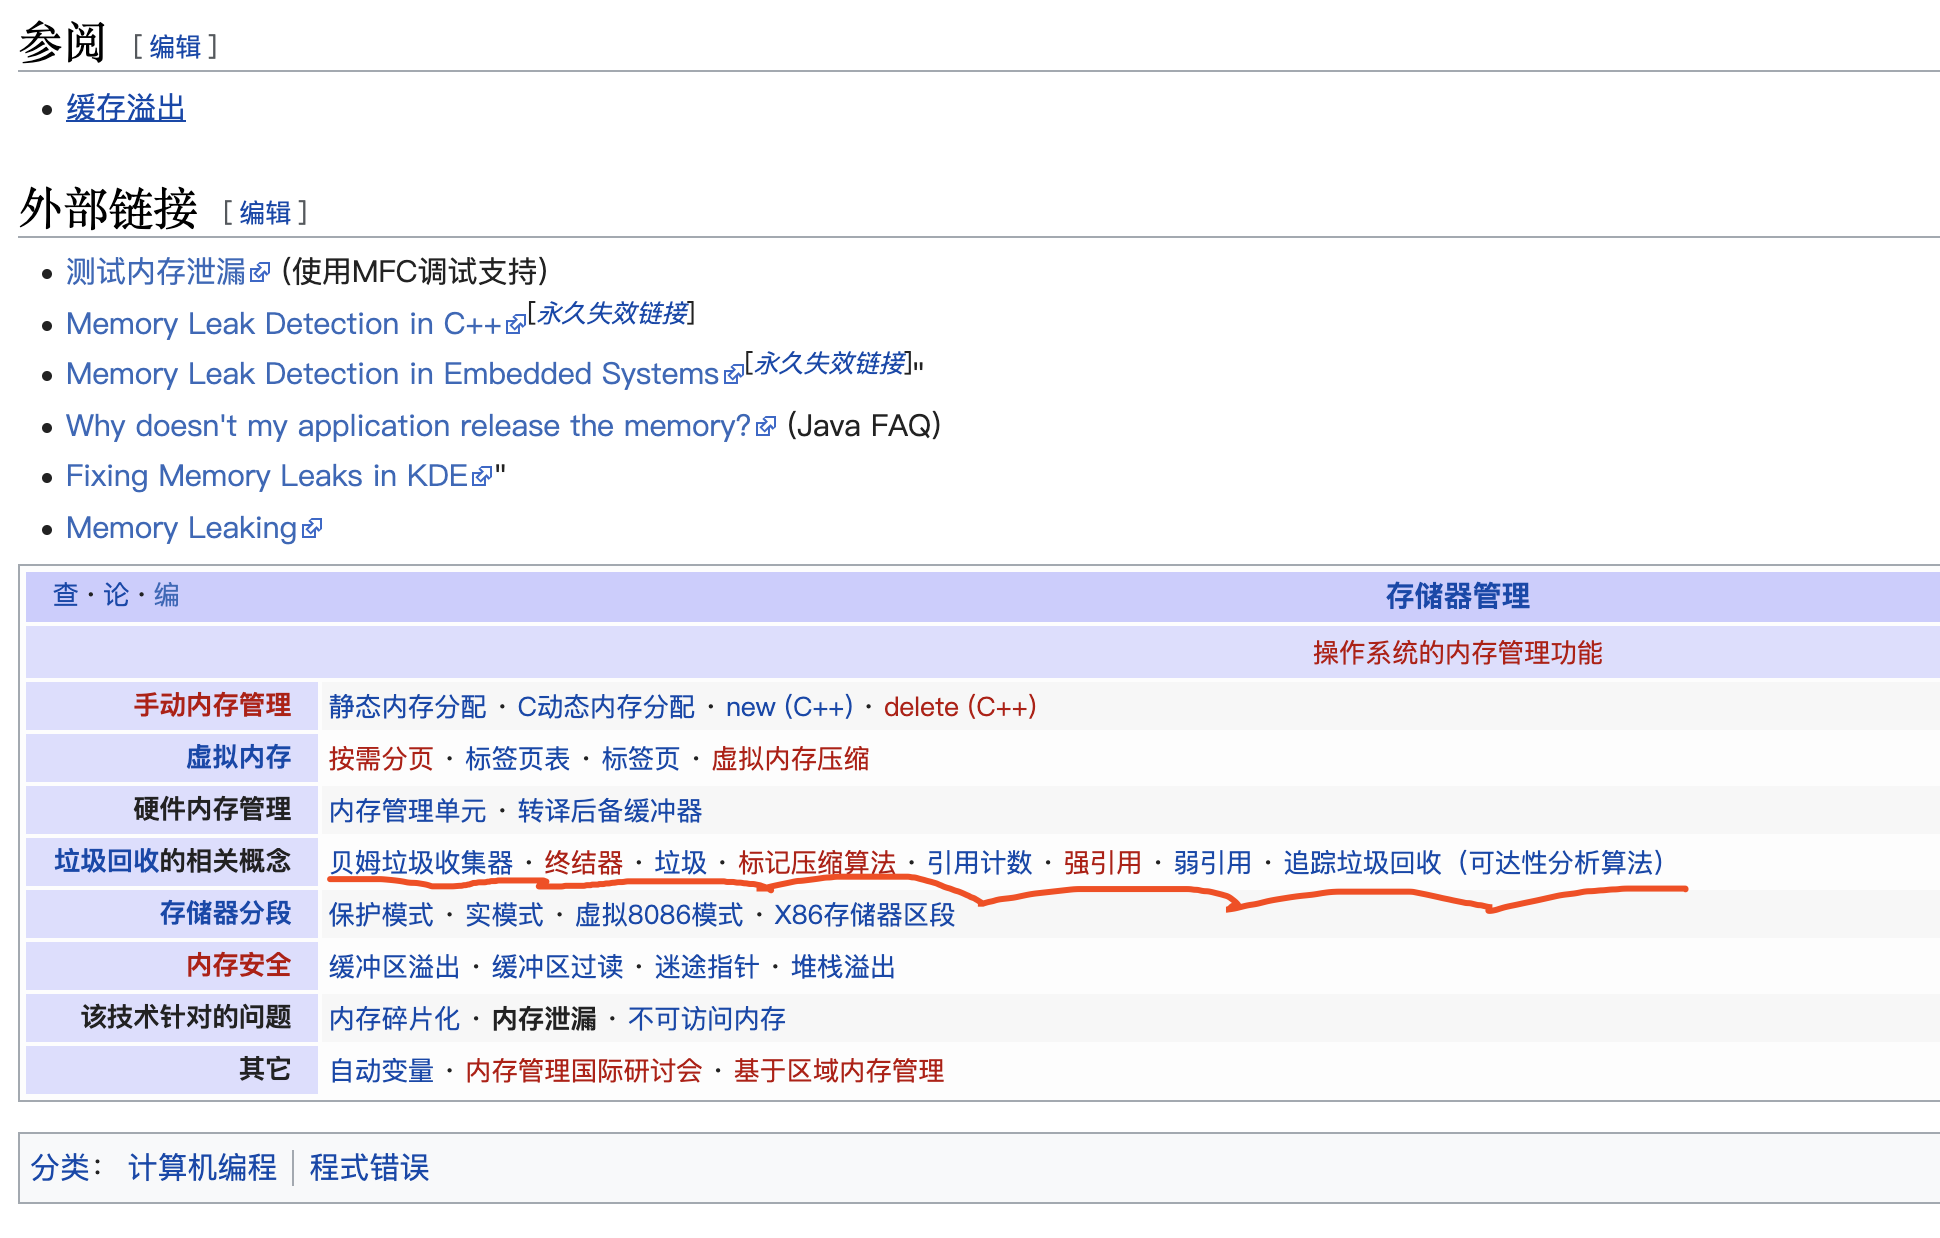 参阅 [ 编辑 ]
• 缓存溢出
外部链接 [ 编辑 ]
• 测试内存泄漏 (使用MFC调试支持)
• Memory Leak Detection in C++[永久失效链接]
• Memory Leak Detection in Embedded Systems[永久失效链接]"
• Why doesn't my application release the memory? (Java FAQ)
• Fixing Memory Leaks in KDE"
• Memory Leaking
查 · 论 · 编 存储器管理
操作系统的内存管理功能
手动内存管理 静态内存分配 · C动态内存分配 · new (C++) · delete (C++)
虚拟内存 按需分页 · 标签页表 · 标签页 · 虚拟内存压缩
硬件内存管理 内存管理单元 · 转译后备缓冲器
垃圾回收的相关概念 贝姆垃圾收集器 · 终结器 · 垃圾 · 标记压缩算法 · 引用计数 · 强引用 · 弱引用 · 追踪垃圾回收（可达性分析算法）
存储器分段 保护模式 · 实模式 · 虚拟8086模式 · X86存储器区段
内存安全 缓冲区溢出 · 缓冲区过读 · 迷途指针 · 堆栈溢出
该技术针对的问题 内存碎片化 · 内存泄漏 · 不可访问内存
其它 自动变量 · 内存管理国际研讨会 · 基于区域内存管理
分类： 计算机编程 | 程式错误